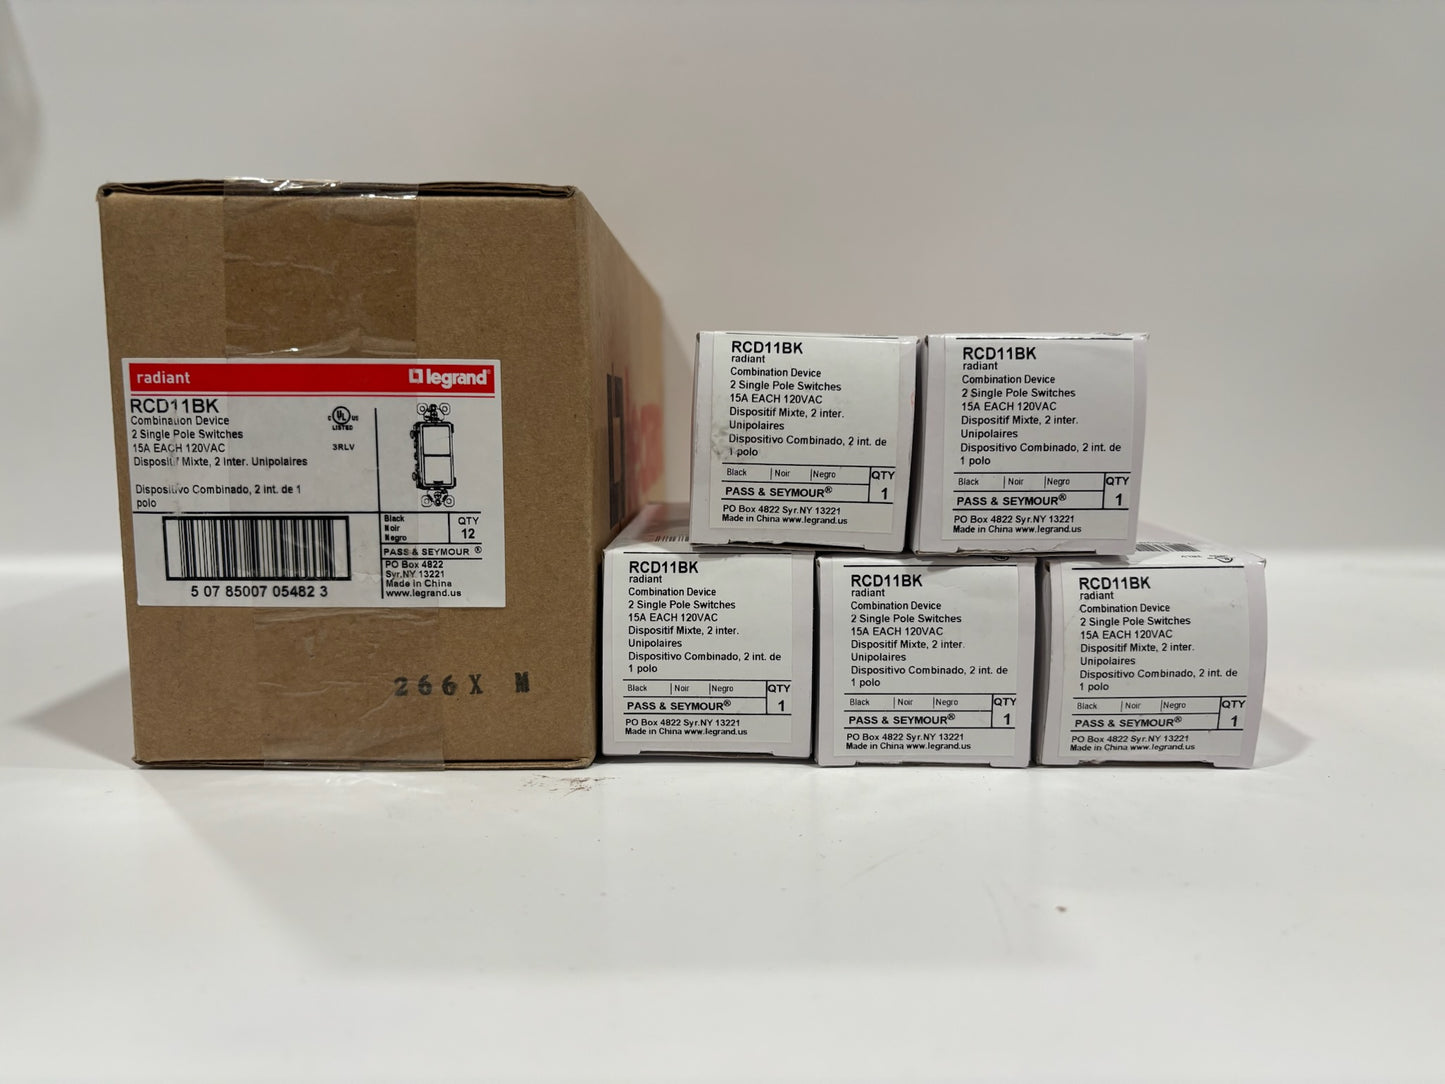 radiant legrand®
RCD11BK
Combination Device
2 Single Pole Switches
15A EACH 120VAC
Dispositif Mixte, 2 inter. Unipolaires
Dispositivo Combinado, 2 int. de 1
polo
C UL US
LISTED
3RLV
5 07 85007 05482 3
Black
Noir
Negro
QTY
12
PASS & SEYMOUR ®
PO Box 4822
Syr.NY 13221
Made in China
www.legrand.us
266X M
RCD11BK
radiant
Combination Device
2 Single Pole Switches
15A EACH 120VAC
Dispositif Mixte, 2 inter.
Unipolaires
Dispositivo Combinado, 2 int. de
1 polo
Black Noir Negro
QTY
1
PASS & SEYMOUR®
PO Box 4822 Syr.NY 13221
Made in China www.legrand.us
RCD11BK
radiant
Combination Device
2 Single Pole Switches
15A EACH 120VAC
Dispositif Mixte, 2 inter.
Unipolaires
Dispositivo Combinado, 2 int. de
1 polo
Black Noir Negro
QTY
1
PASS & SEYMOUR®
PO Box 4822 Syr.NY 13221
Made in China www.legrand.us
RCD11BK
radiant
Combination Device
2 Single Pole Switches
15A EACH 120VAC
Dispositif Mixte, 2 inter.
Unipolaires
Dispositivo Combinado, 2 int. de
1 polo
Black Noir Negro
QTY
1
PASS & SEYMOUR®
PO Box 4822 Syr.NY 13221
Made in China www.legrand.us
RCD11BK
radiant
Combination Device
2 Single Pole Switches
15A EACH 120VAC
Dispositif Mixte, 2 inter.
Unipolaires
Dispositivo Combinado, 2 int. de
1 polo
Black Noir Negro
QTY
1
PASS & SEYMOUR®
PO Box 4822 Syr.NY 13221
Made in China www.legrand.us
RCD11BK
radiant
Combination Device
2 Single Pole Switches
15A EACH 120VAC
Dispositif Mixte, 2 inter.
Unipolaires
Dispositivo Combinado, 2 int. de
1 polo
Black Noir Negro
QTY
1
PASS & SEYMOUR®
PO Box 4822 Syr.NY 13221
Made in China www.legrand.us